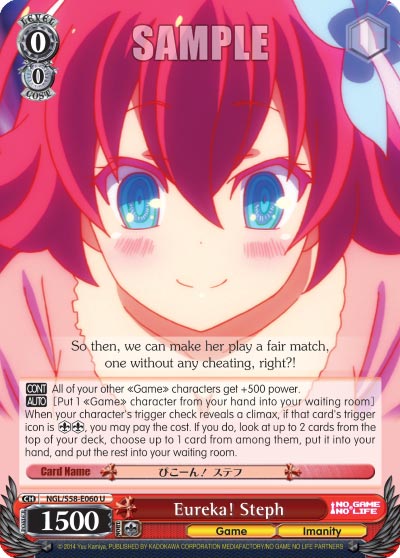 LEVEL
0
0
COST
SAMPLE
So then, we can make her play a fair match,
one without any cheating, right?!
CONT All of your other «Game» characters get +500 power.
AUTO [Put 1 «Game» character from your hand into your waiting room]
When your character's trigger check reveals a climax, if that card's trigger
icon is , you may pay the cost. If you do, look at up to 2 cards from the
top of your deck, choose up to 1 card from among them, put it into your
hand, and put the rest into your waiting room.
Card Name
ぴこーん! ステフ
CH NGL/S58-E060 U
POWER
1500
SOUL
Eureka! Steph
NO GAME
NO LIFE
Game
Imanity
© 2014 Yuu Kamiya, PUBLISHED BY KADOKAWA CORPORATION MEDIAFACTORY/NO GAME NO LIFE PARTNERS.